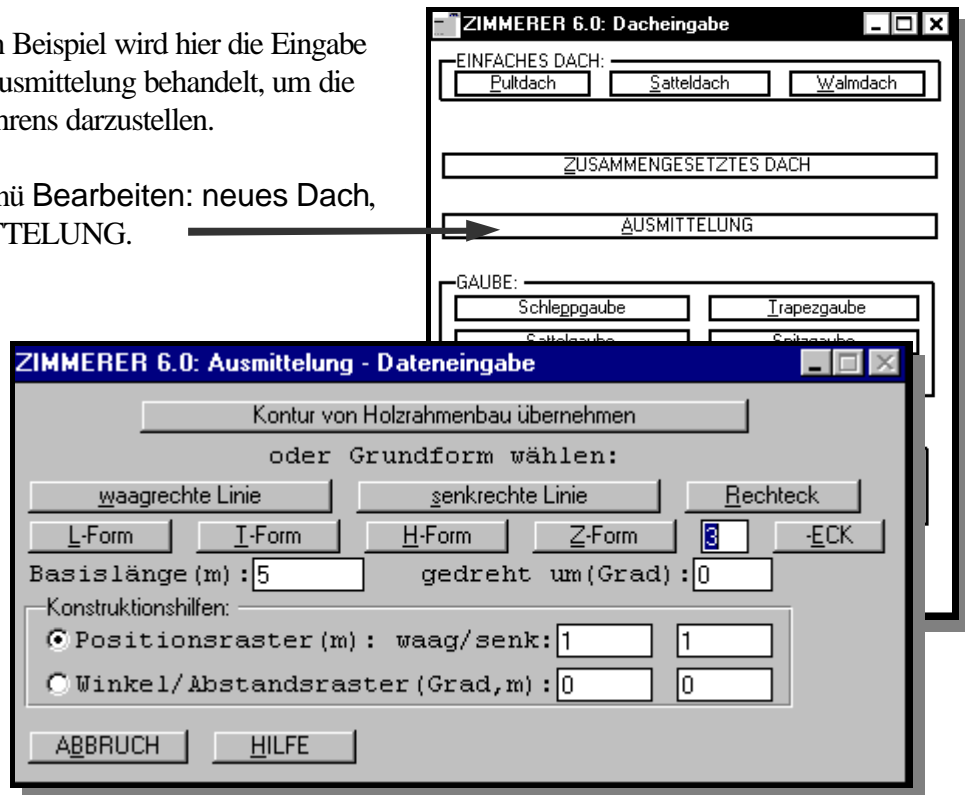 Beispiel wird hier die Eingabe
usmittelung behandelt, um die
hrens darzustellen.
Bearbeiten: neues Dach,
TTELUNG.
ZIMMERER 6.0: Dacheingabe
EINFACHES DACH:
Pultdach Satteldach Walmdach
ZUSAMMENGESETZTES DACH
AUSMITTELUNG
GAUBE:
Schleppgaube Trapezgaube
Sattelgaube Spitzgaube
ZIMMERER 6.0: Ausmittelung - Dateneingabe
Kontur von Holzrahmenbau übernehmen
oder Grundform wählen:
waagrechte Linie senkrechte Linie Rechteck
L-Form T-Form H-Form Z-Form 3 -ECK
Basislänge(m):5 gedreht um(Grad):0
Konstruktionshilfen:
Positionsraster(m): waag/senk:1 1
Winkel/Abstandsraster(Grad,m):0 0
ABBRUCH HILFE